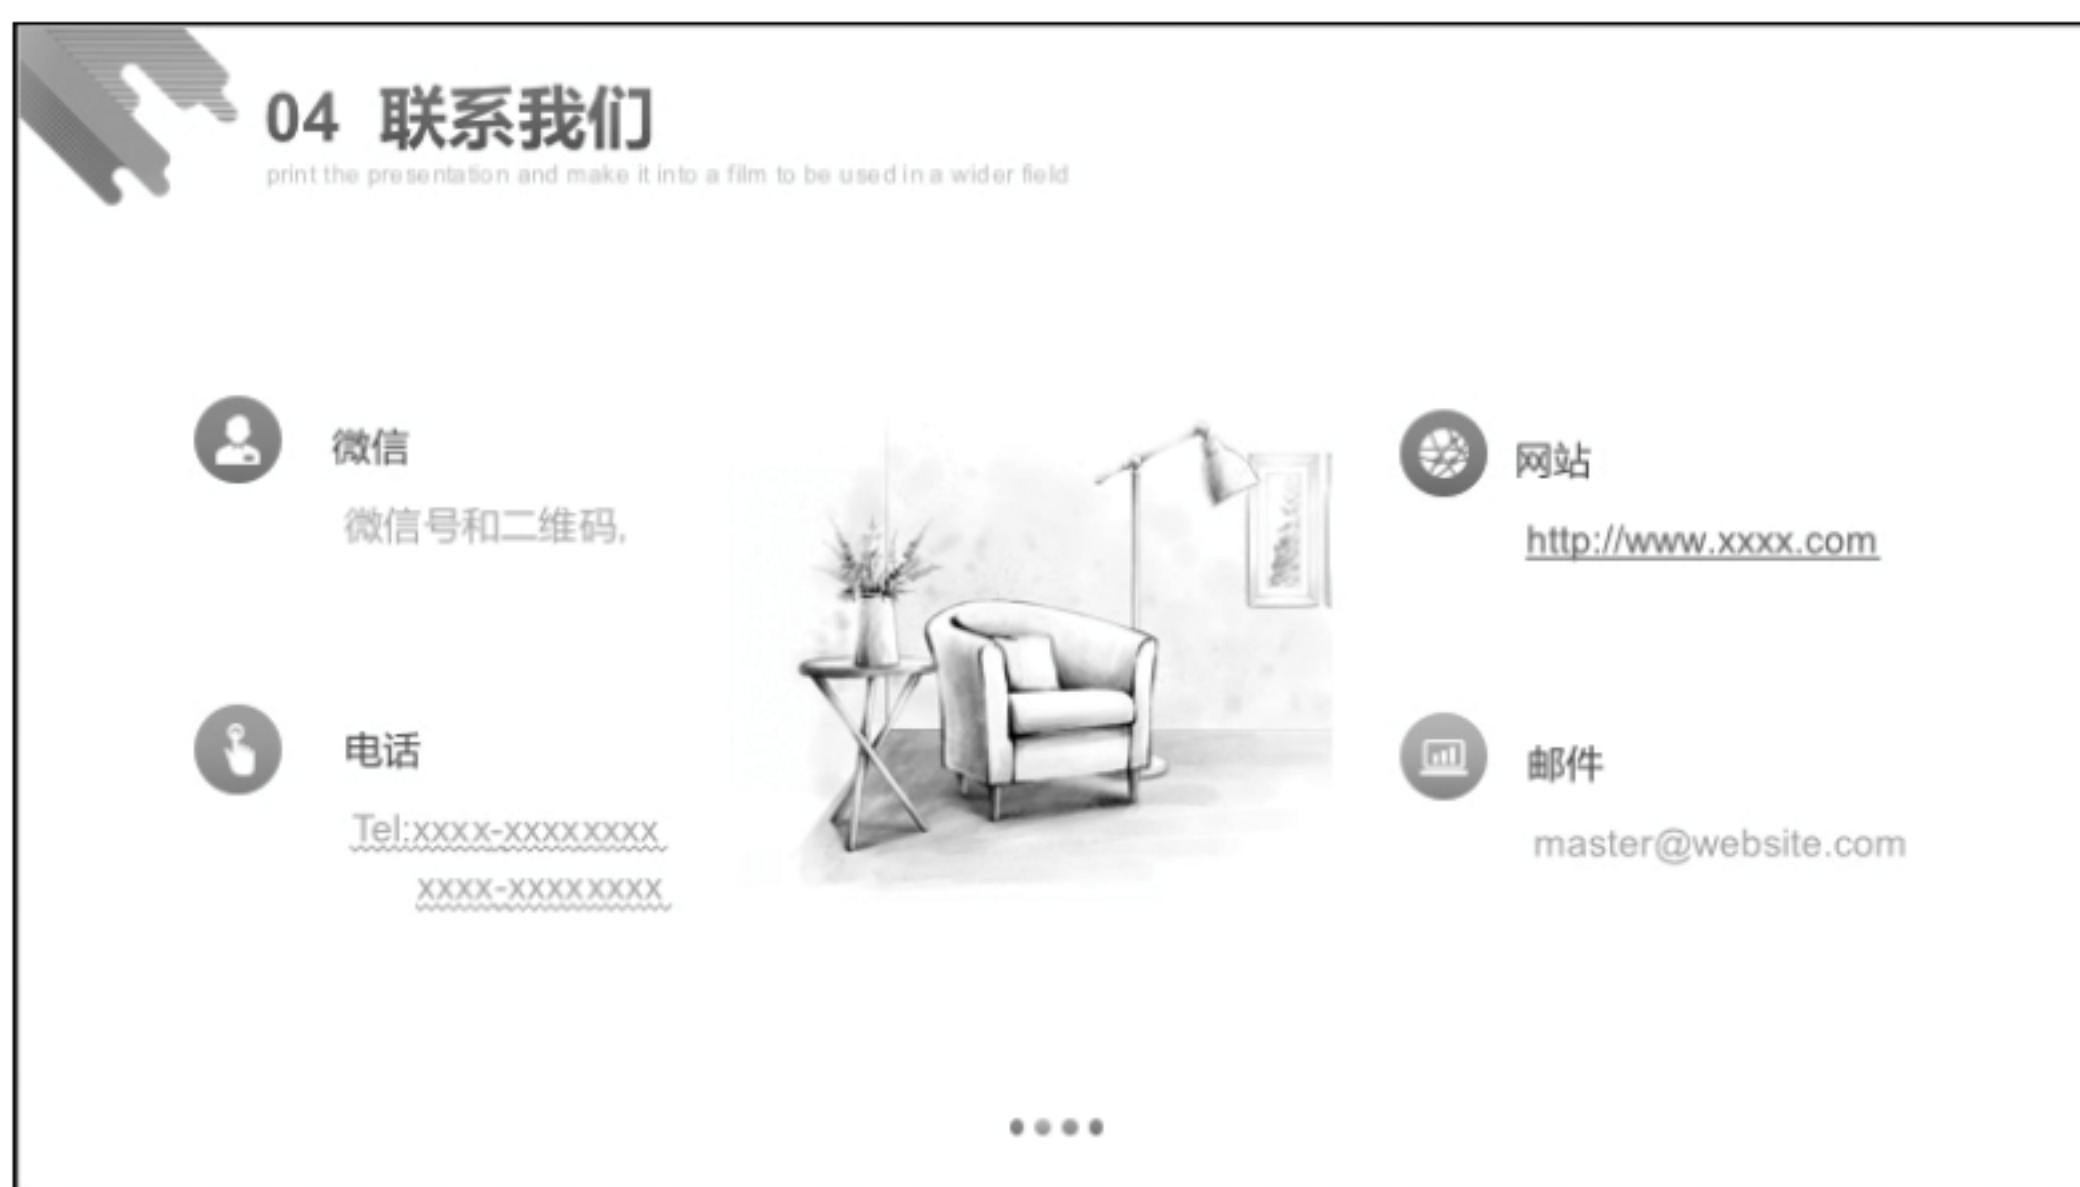 04 联系我们
print the presentation and make it into a film to be used in a wider field
微信
微信号和二维码,
电话
Tel:xxxx-xxxxxxxx
xxxx-xxxxxxxx
网站
http://www.xxxx.com
邮件
master@website.com